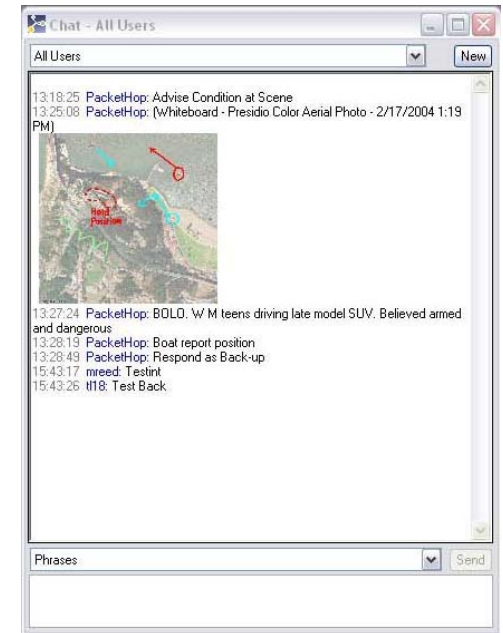 Chat - All Users
All Users
New
13:18:25 PacketHop: Advise Condition at Scene
13:25:08 PacketHop: (Whiteboard - Presidio Color Aerial Photo - 2/17/2004 1:19
PM)
Hold
Position
13:27:24 PacketHop: BOLO. W M teens driving late model SUV. Believed armed
and dangerous
13:28:19 PacketHop: Boat report position
13:28:49 PacketHop: Respond as Back-up
15:43:17 mreed: Testint
15:43:26 tl18: Test Back
Phrases
Send